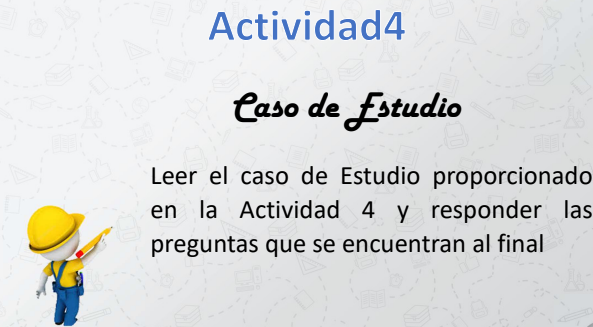 Actividad4
Caso de Estudio
Leer el caso de Estudio proporcionado
en la Actividad 4 y responder las
preguntas que se encuentran al final